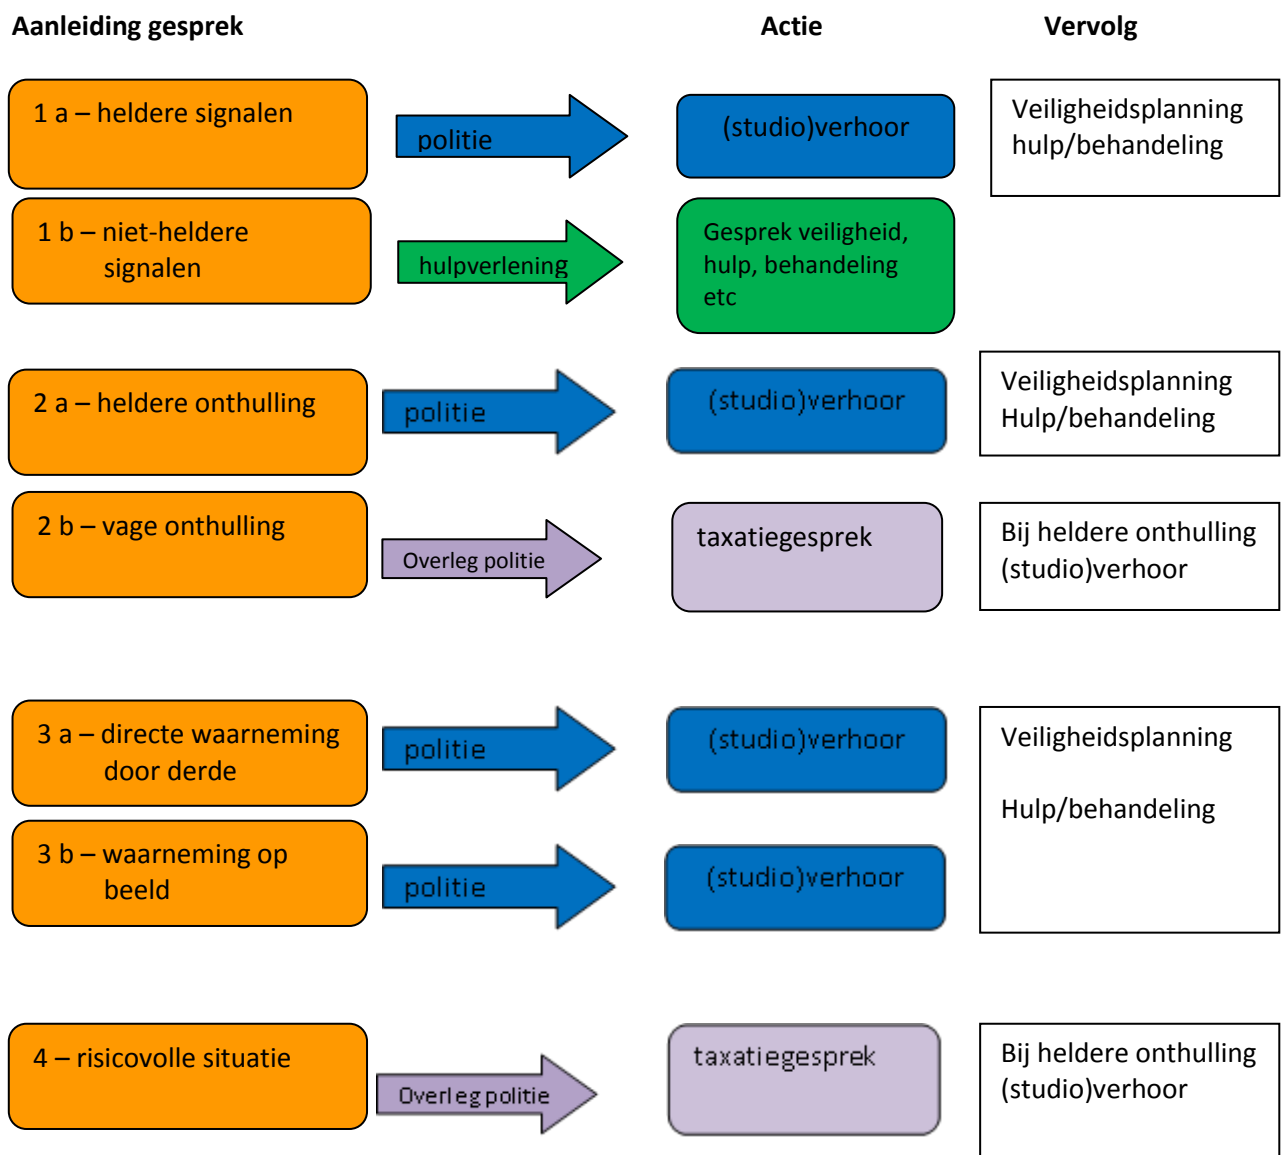 Aanleiding gesprek Actie Vervolg
1 a – heldere signalen
politie
(studio)verhoor
Veiligheidsplanning
hulp/behandeling
1 b – niet-heldere
signalen
hulpverlening
Gesprek veiligheid,
hulp, behandeling
etc
2 a – heldere onthulling
politie
(studio)verhoor
Veiligheidsplanning
Hulp/behandeling
2 b – vage onthulling
Overleg politie
taxatiegesprek
Bij heldere onthulling
(studio)verhoor
3 a – directe waarneming
door derde
politie
(studio)verhoor
Veiligheidsplanning
Hulp/behandeling
3 b – waarneming op
beeld
politie
(studio)verhoor
4 – risicovolle situatie
Overleg politie
taxatiegesprek
Bij heldere onthulling
(studio)verhoor